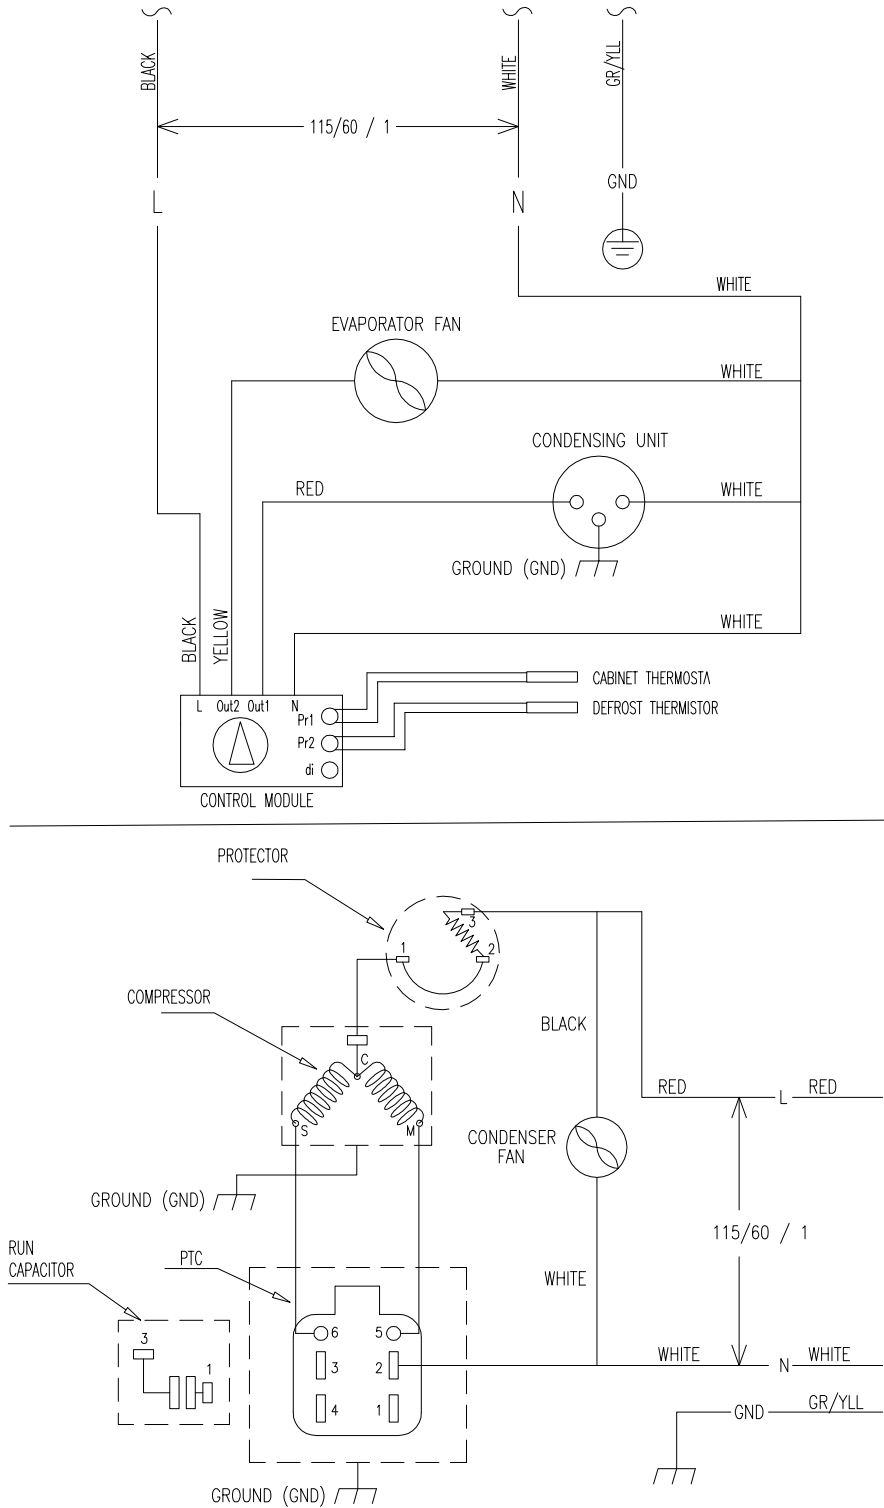 BLACK
WHITE
GR/YLL
115/60 / 1
GND
L
N
WHITE
EVAPORATOR FAN
WHITE
CONDENSING UNIT
RED
WHITE
GROUND (GND)
BLACK
YELLOW
WHITE
CABINET THERMOSTA
L Out2 Out1 N
DEFROST THERMISTOR
Pr1
Pr2
di
CONTROL MODULE
PROTECTOR
3
1
2
COMPRESSOR
BLACK
C
RED
L
RED
S
M
CONDENSER
FAN
GROUND (GND)
115/60 / 1
RUN
CAPACITOR
PTC
WHITE
6
5
3
1
3
2
WHITE
N
WHITE
4
1
GR/YLL
GND
GROUND (GND)